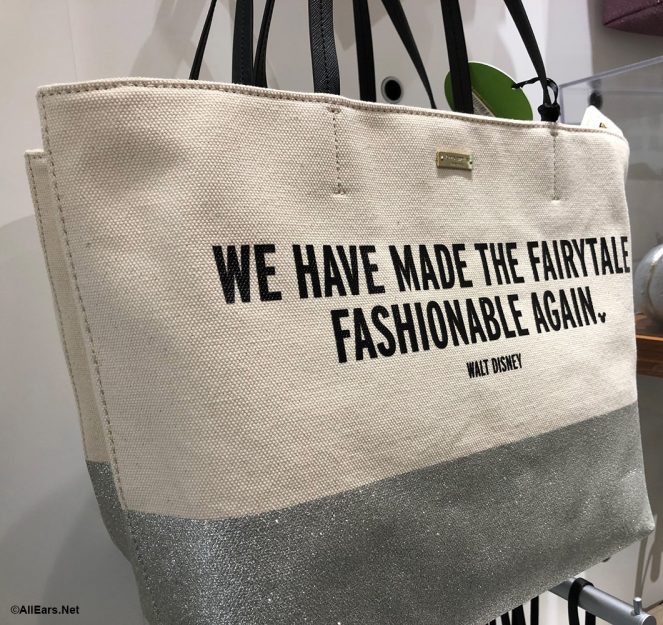 WE HAVE MADE THE FAIRYTALE
FASHIONABLE AGAIN.
WALT DISNEY
©AllEars.Net